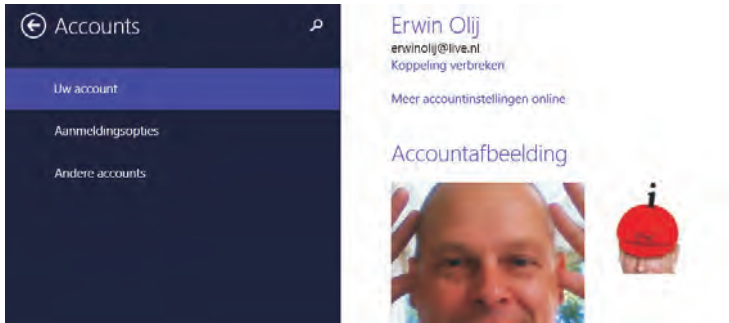 Accounts
Uw account
Aanmeldingsopties
Andere accounts
Erwin Olij
erwinolij@live.nl
Koppeling verbreken
Meer accountinstellingen online
Accountafbeelding
i